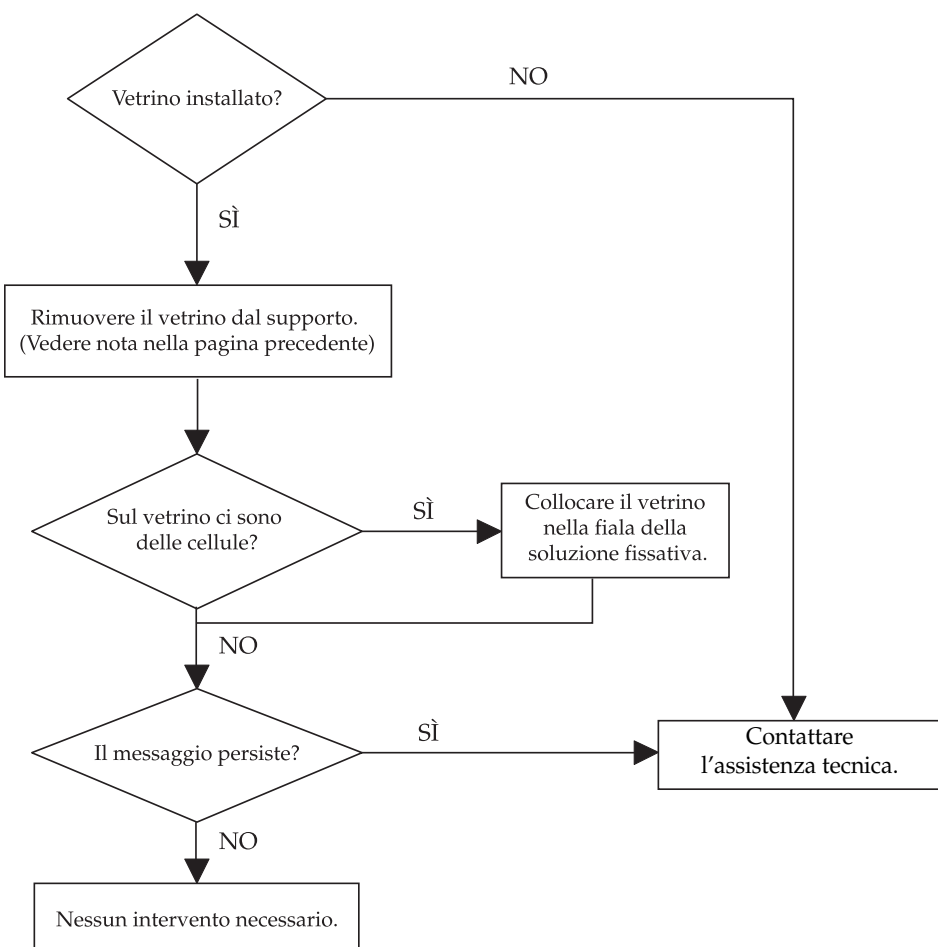 NO
Vetrino installato?
SÌ
Rimuovere il vetrino dal supporto.
(Vedere nota nella pagina precedente)
Sul vetrino ci sono
delle cellule?
SÌ
Collocare il vetrino
nella fiala della
soluzione fissativa.
NO
Il messaggio persiste?
SÌ
Contattare
l'assistenza tecnica.
NO
Nessun intervento necessario.